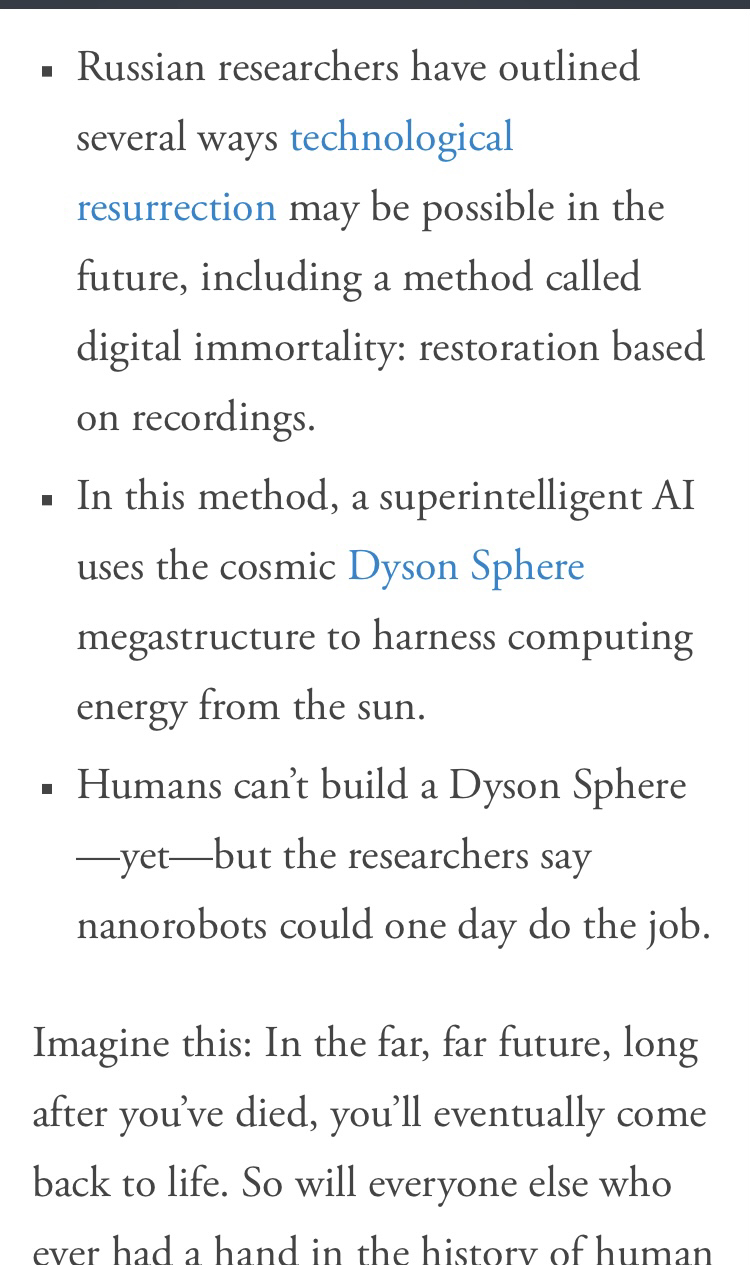 ▪ Russian researchers have outlined
several ways technological
resurrection may be possible in the
future, including a method called
digital immortality: restoration based
on recordings.
▪ In this method, a superintelligent AI
uses the cosmic Dyson Sphere
megastructure to harness computing
energy from the sun.
▪ Humans can’t build a Dyson Sphere
—yet—but the researchers say
nanorobots could one day do the job.
Imagine this: In the far, far future, long
after you’ve died, you’ll eventually come
back to life. So will everyone else who
ever had a hand in the history of human